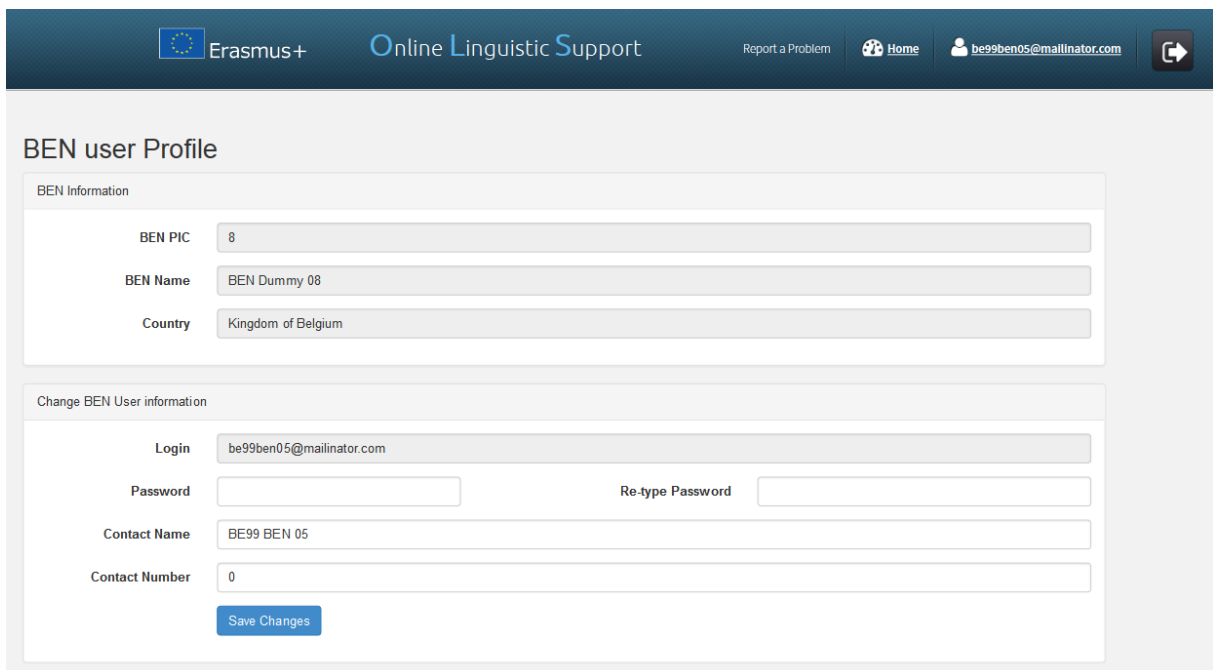 Erasmus+ Online Linguistic Support Report a Problem Home be99ben05@mailinator.com
BEN user Profile
BEN Information
BEN PIC 8
BEN Name BEN Dummy 08
Country Kingdom of Belgium
Change BEN User information
Login be99ben05@mailinator.com
Password Re-type Password
Contact Name BE99 BEN 05
Contact Number 0
Save Changes